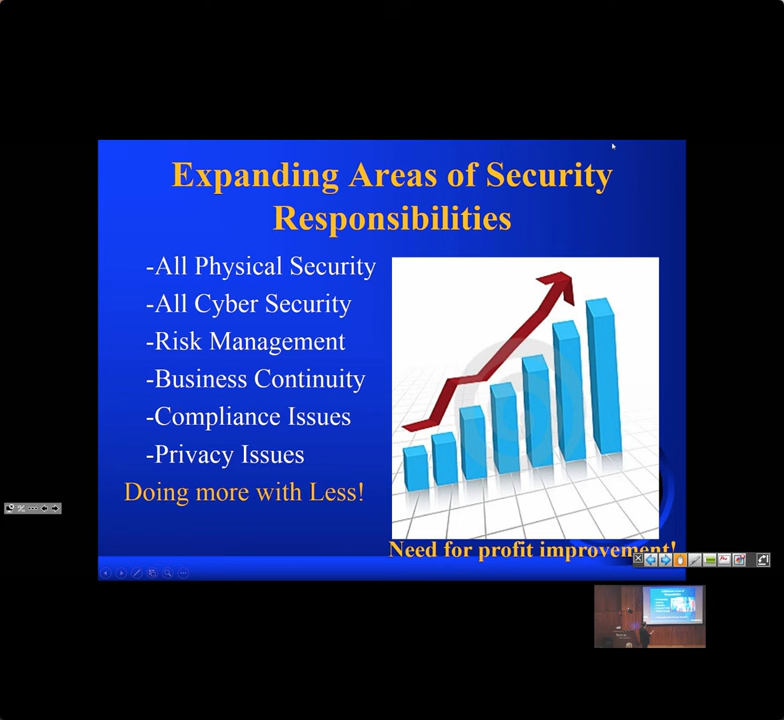 Expanding Areas of Security
Responsibilities
-All Physical Security
-All Cyber Security
-Risk Management
-Business Continuity
-Compliance Issues
-Privacy Issues
Doing more with Less!
Need for profit improvement!